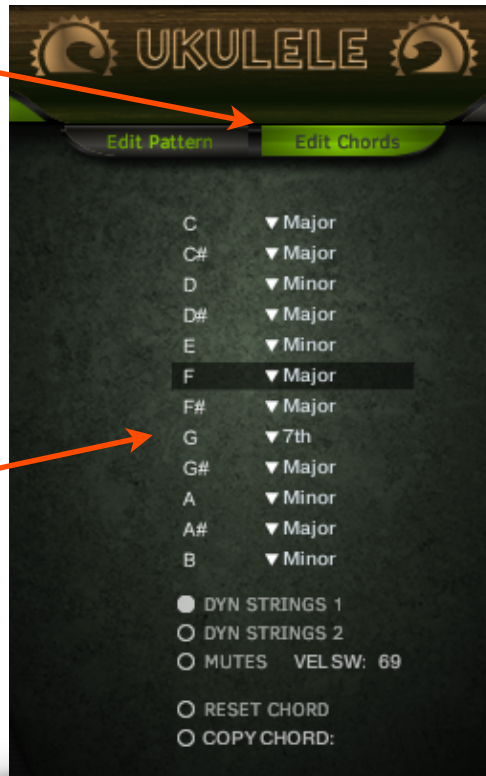 UKULELE
Edit Pattern Edit Chords
C ▼Major
C# ▼Major
D ▼Minor
D# ▼Major
E ▼Minor
F ▼Major
F# ▼Major
G ▼7th
G# ▼Major
A ▼Minor
A# ▼Major
B ▼Minor
DYN STRINGS 1
DYN STRINGS 2
MUTES VEL SW: 69
RESET CHORD
COPY CHORD: